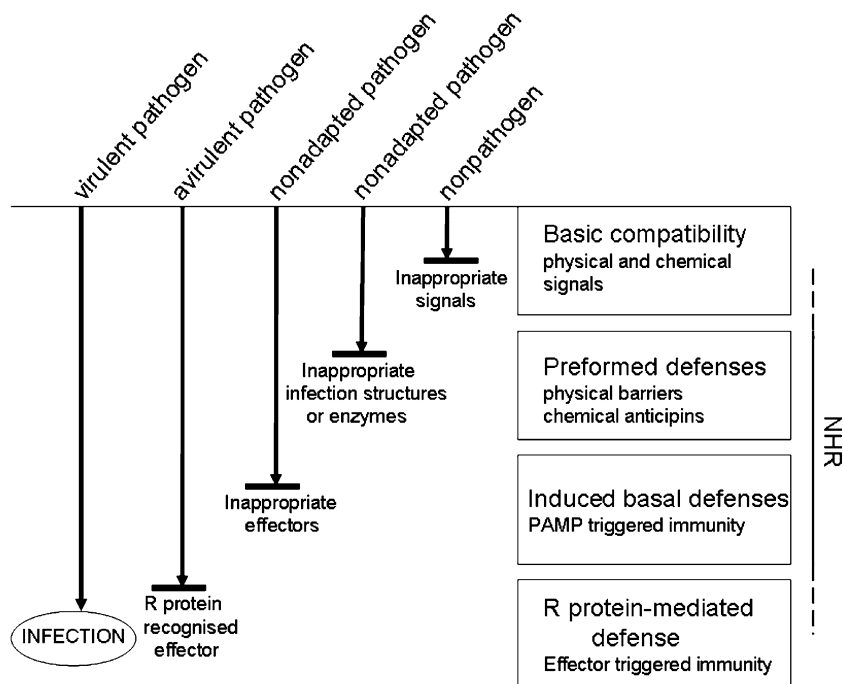 virulent pathogen
avirulent pathogen
nonadapted pathogen
nonadapted pathogen
nonpathogen
Inappropriate
signals
Inappropriate
infection structures
or enzymes
Inappropriate
effectors
R protein
recognised
effector
INFECTION
Basic compatibility
physical and chemical
signals
Preformed defenses
physical barriers
chemical anticipins
Induced basal defenses
PAMP triggered immunity
R protein-mediated
defense
Effector triggered immunity
NHR